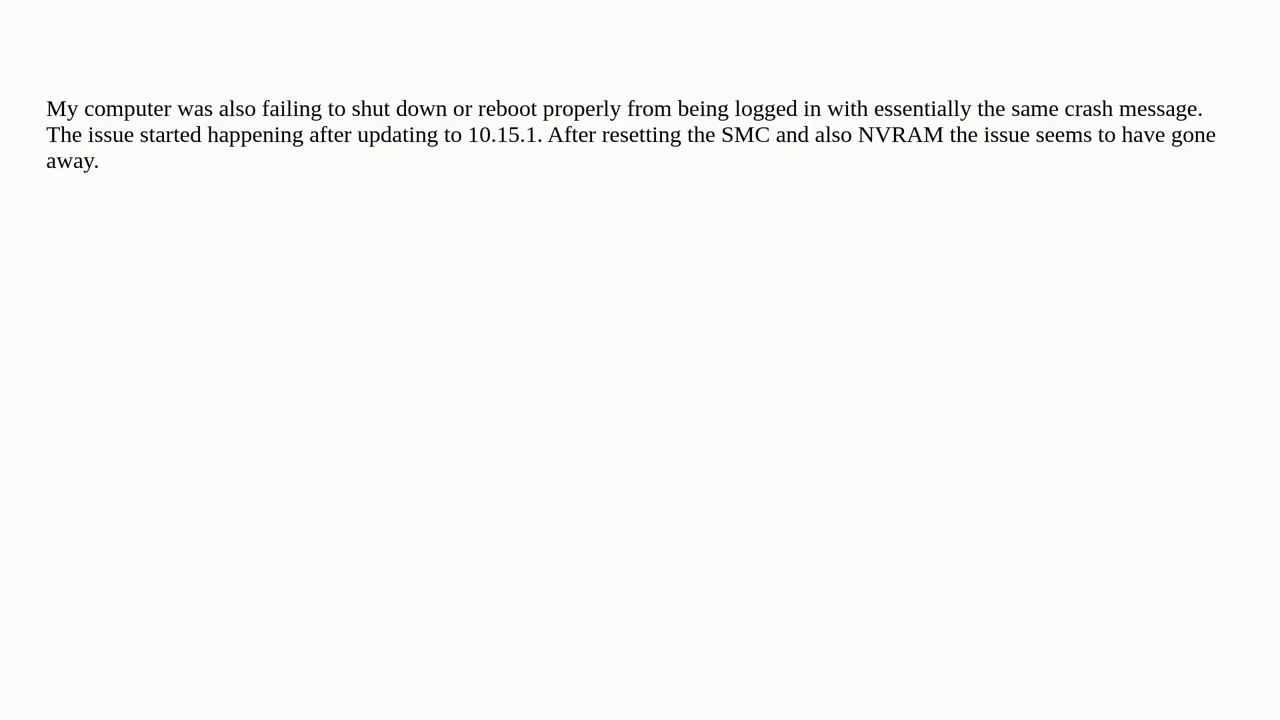 My computer was also failing to shut down or reboot properly from being logged in with essentially the same crash message.
The issue started happening after updating to 10.15.1. After resetting the SMC and also NVRAM the issue seems to have gone
away.